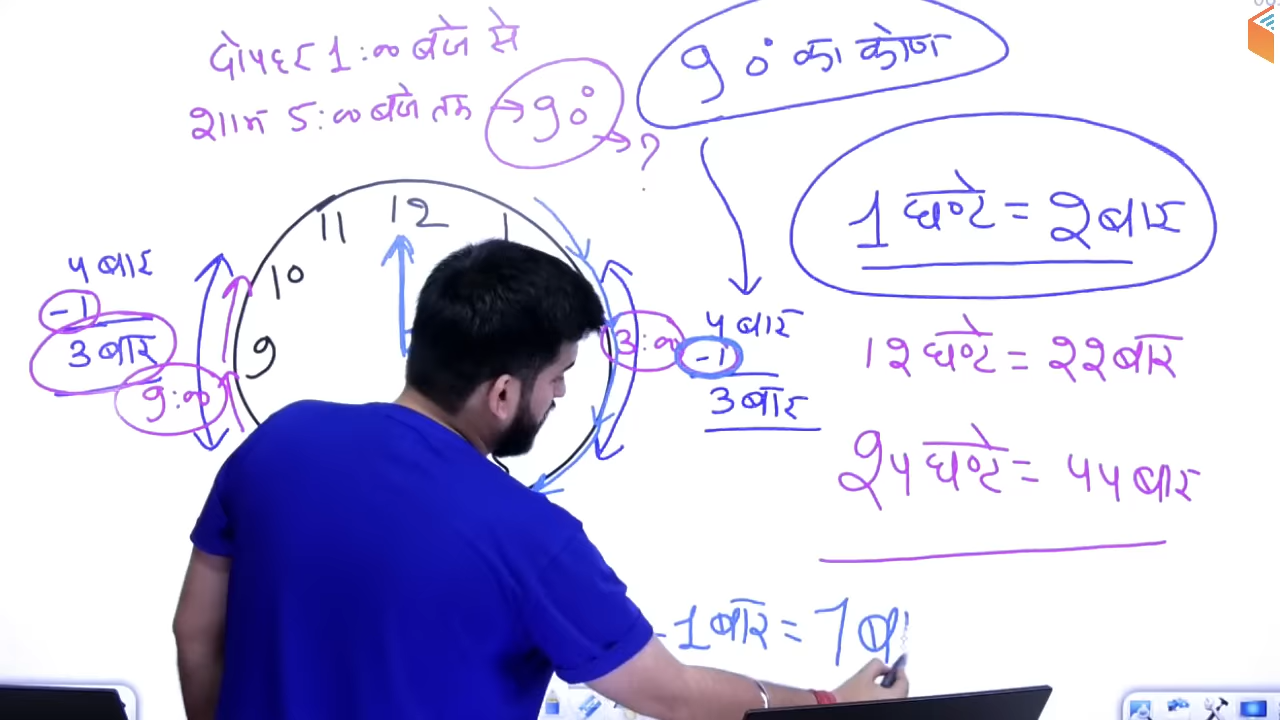 दोपहर 1:00 बजे से
शाम 5:00 बजे तक → 90°
→ ?
90° का कोण
1 घण्टे = 2 बार
12 घण्टे = 22 बार
24 घण्टे = 44 बार
11 12 1
10
9
4 बार
-1
3 बार
9:00
3:00
4 बार
-1
3 बार
- 1 बार = 7 बा